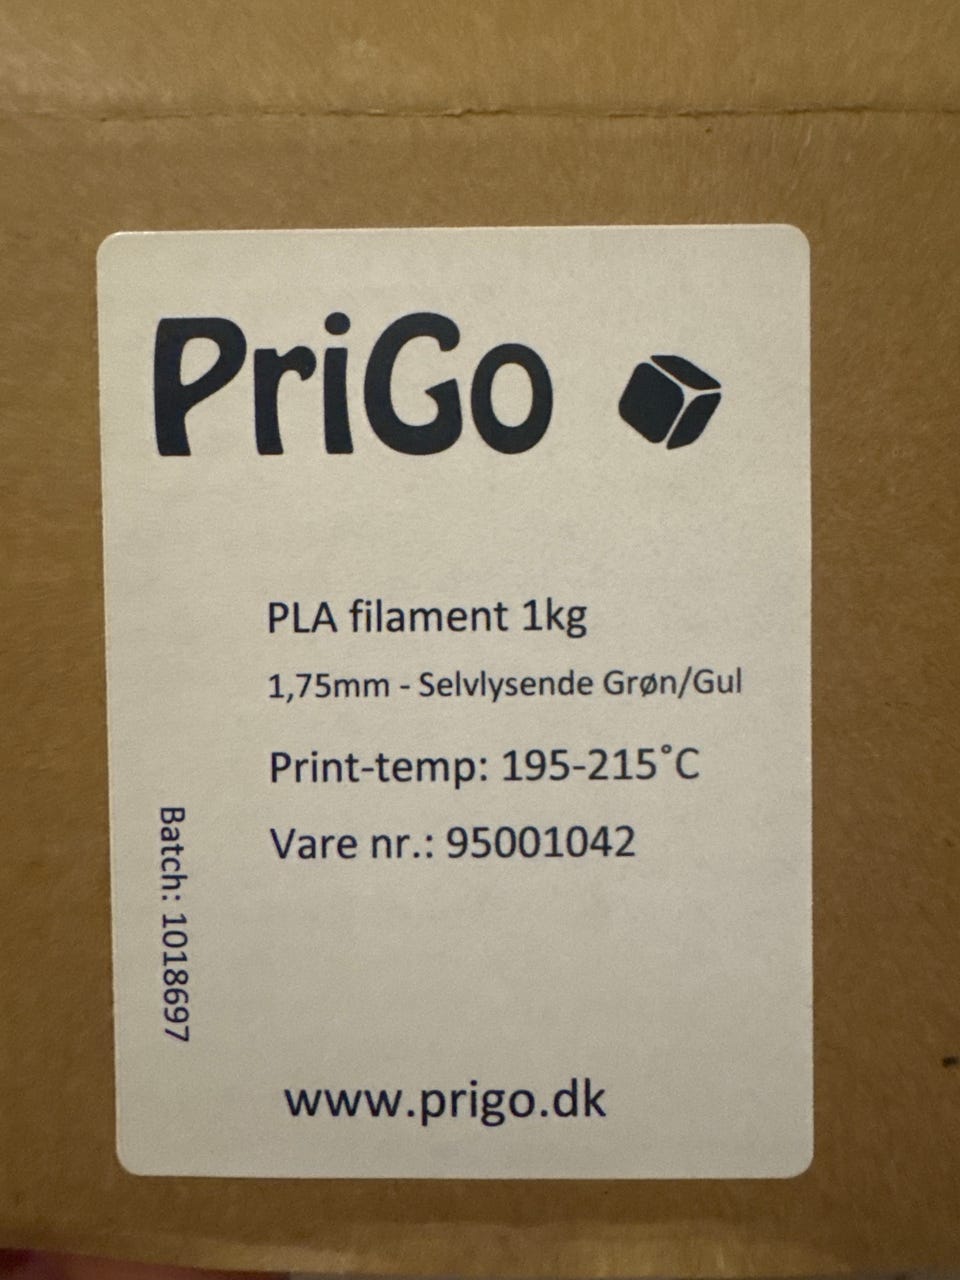 PriGo
PLA filament 1kg
1,75mm - Selvlysende Grøn/Gul
Print-temp: 195-215°C
Vare nr.: 95001042
Batch: 1018697
www.prigo.dk